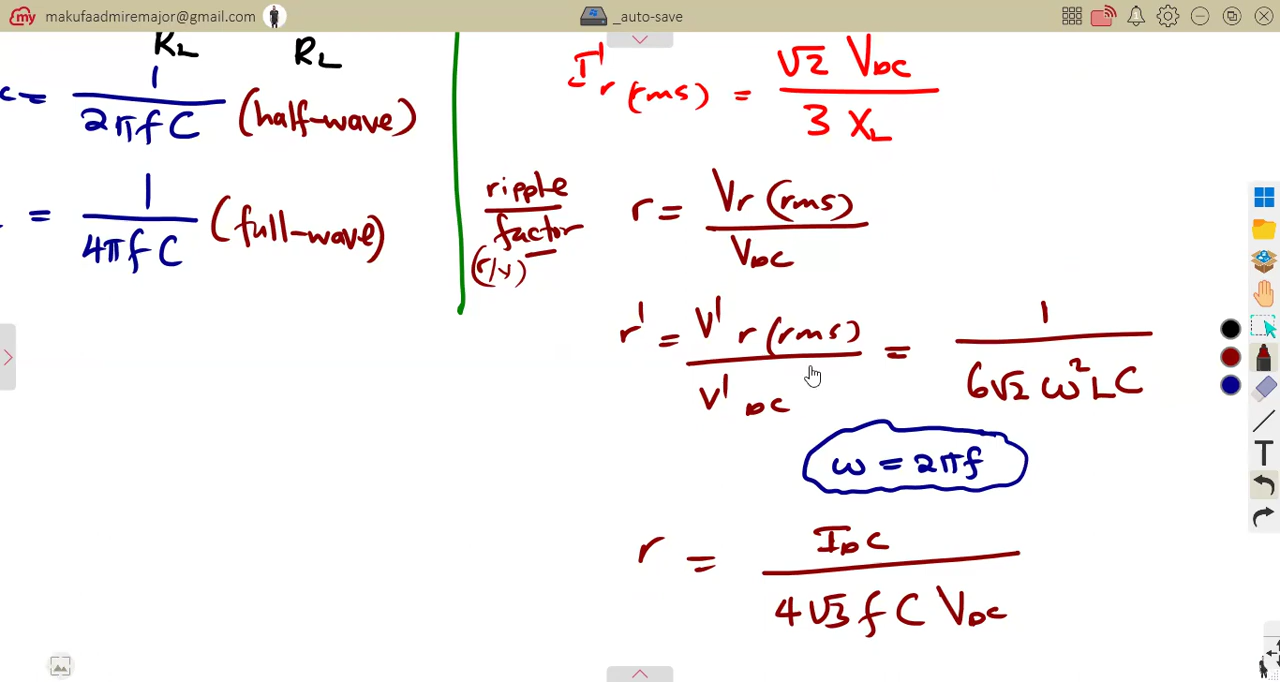 my makufaadmiremajor@gmail.com _auto-save
RL RL
C = 1 / 2πfC (half-wave)
= 1 / 4πfC (full-wave)
I'r (rms) = √2 VDC / 3 XL
ripple factor (r/γ)
r = Vr (rms) / VDC
r' = V'r (rms) / V'DC = 1 / 6√2 ω²LC
ω = 2πf
r = IDC / 4√3 f C VDC
T